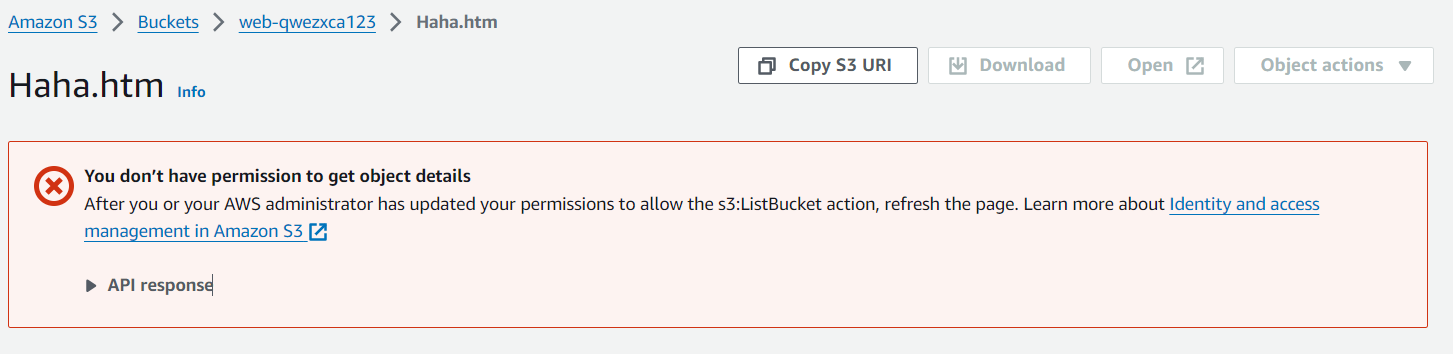 Amazon S3 > Buckets > web-qwezxca123 > Haha.htm
Haha.htm Info
Copy S3 URI Download Open Object actions
You don’t have permission to get object details
After you or your AWS administrator has updated your permissions to allow the s3:ListBucket action, refresh the page. Learn more about Identity and access
management in Amazon S3
API response